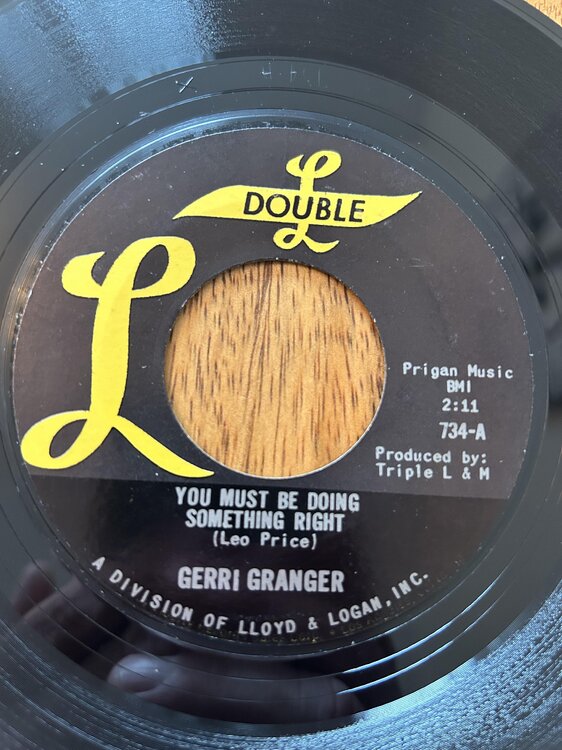 L
DOUBLE
L
Prigan Music
BMI
2:11
734-A
Produced by:
Triple L & M
YOU MUST BE DOING
SOMETHING RIGHT
(Leo Price)
GERRI GRANGER
A DIVISION OF LLOYD & LOGAN, INC.